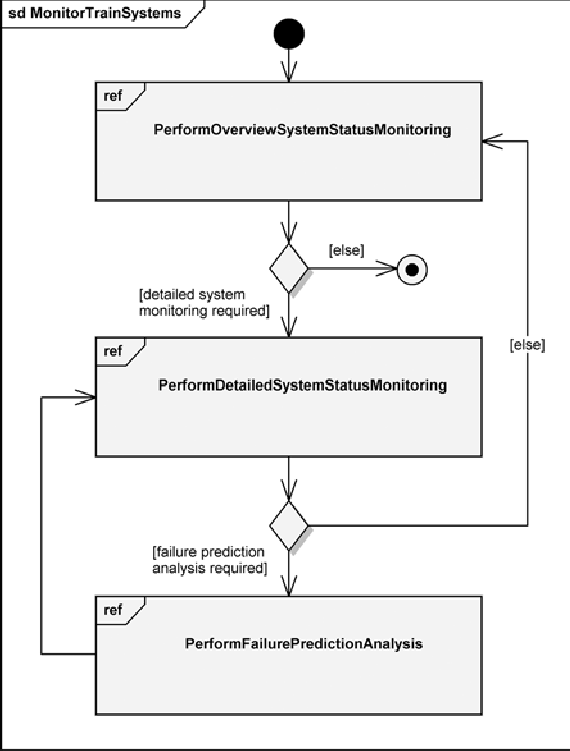 sd MonitorTrainSystems
ref
PerformOverviewSystemStatusMonitoring
[else]
[detailed system
monitoring required]
[else]
ref
PerformDetailedSystemStatusMonitoring
[failure prediction
analysis required]
ref
PerformFailurePredictionAnalysis